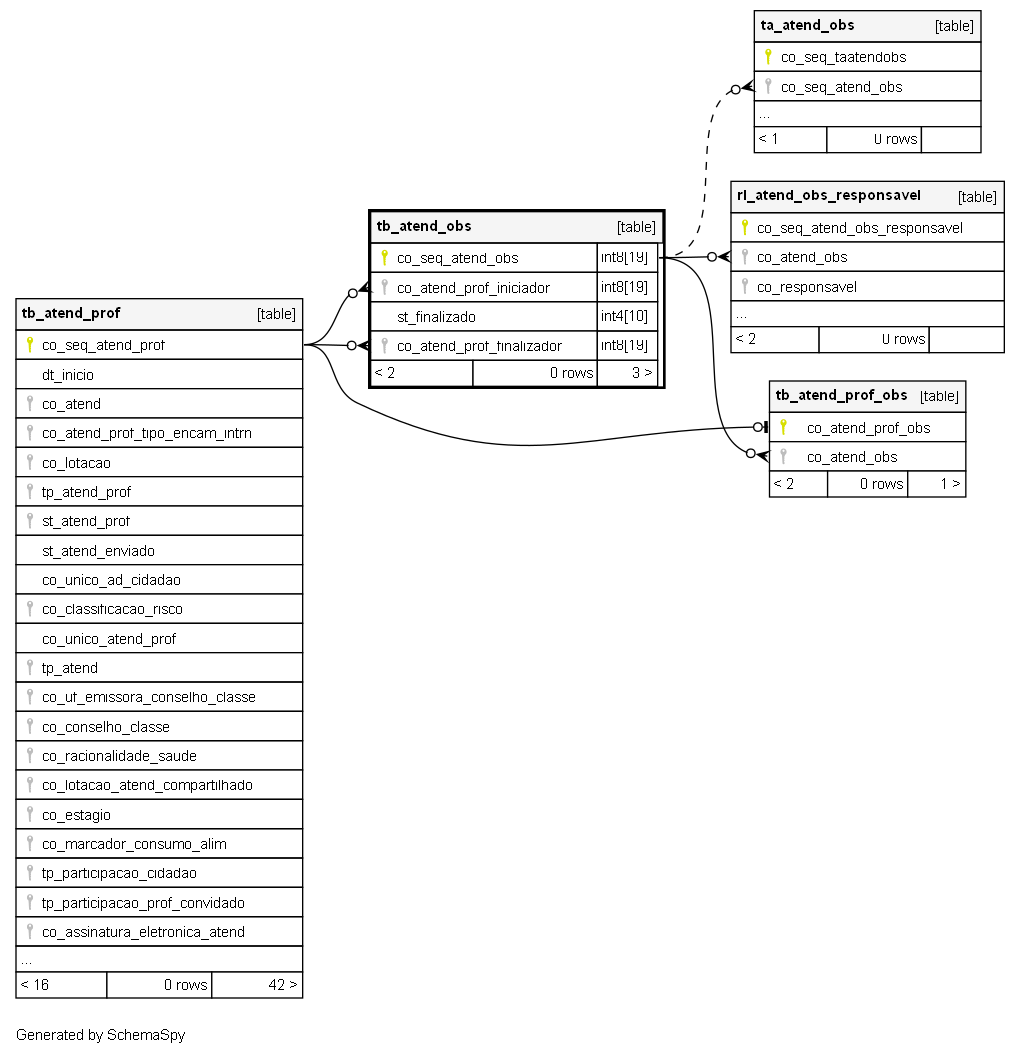 ta_atend_obs [table]
co_seq_taatendobs
co_seq_atend_obs
...
< 1 0 rows
rl_atend_obs_responsavel [table]
co_seq_atend_obs_responsavel
co_atend_obs
co_responsavel
...
< 2 0 rows
tb_atend_obs [table]
co_seq_atend_obs int8[19]
co_atend_prof_iniciador int8[19]
st_finalizado int4[10]
co_atend_prof_finalizador int8[19]
< 2 0 rows 3 >
tb_atend_prof_obs [table]
co_atend_prof_obs
co_atend_obs
< 2 0 rows 1 >
tb_atend_prof [table]
co_seq_atend_prof
dt_inicio
co_atend
co_atend_prof_tipo_encam_intrn
co_lotacao
tp_atend_prof
st_atend_prof
st_atend_enviado
co_unico_ad_cidadao
co_classificacao_risco
co_unico_atend_prof
tp_atend
co_uf_emissora_conselho_classe
co_conselho_classe
co_racionalidade_saude
co_lotacao_atend_compartilhado
co_estagio
co_marcador_consumo_alim
tp_participacao_cidadao
tp_participacao_prof_convidado
co_assinatura_eletronica_atend
...
< 16 0 rows 42 >
Generated by SchemaSpy